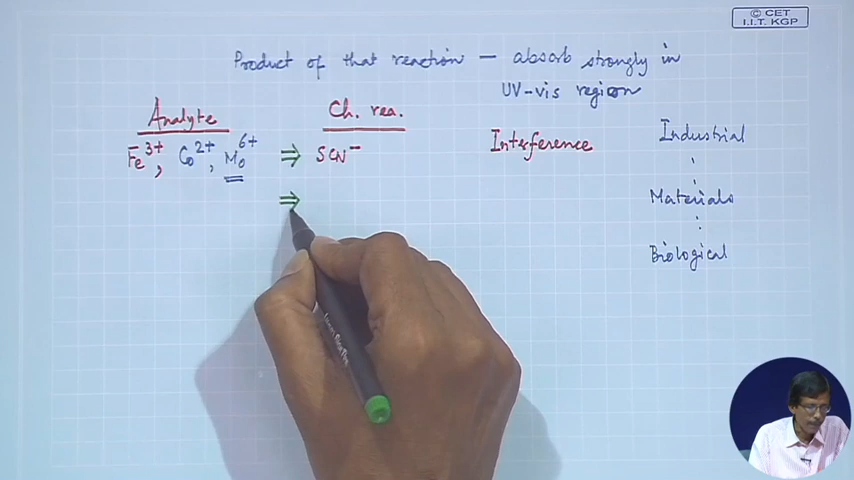 © CET
I.I.T. KGP
Product of that reaction — absorb strongly in
UV-vis region
Analyte
Ch. rea.
Fe³⁺, Co²⁺, Mo⁶⁺ ⇒ SCN⁻
⇒
Interference
Industrial
Materials
Biological